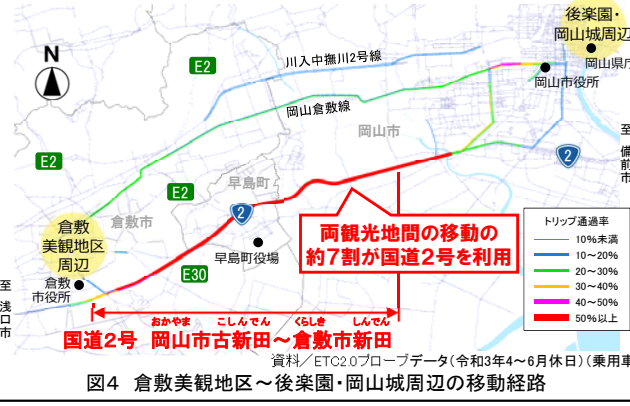 後楽園・
岡山城周辺
岡山県庁
岡山市役所
N
E2
川入中撫川2号線
岡山倉敷線
岡山市
至 備前市
2
E2
E2
早島町
倉敷市
2
両観光地間の移動の
約7割が国道2号を利用
倉敷
美観地区
周辺
早島町役場
E30
倉敷
市役所
至 浅口市
トリップ通過率
10%未満
10~20%
20~30%
30~40%
40~50%
50%以上
おかやま こしんでん くらしき しんでん
国道2号 岡山市古新田~倉敷市新田
資料/ETC2.0プローブデータ(令和3年4~6月休日)(乗用車
図4 倉敷美観地区~後楽園・岡山城周辺の移動経路